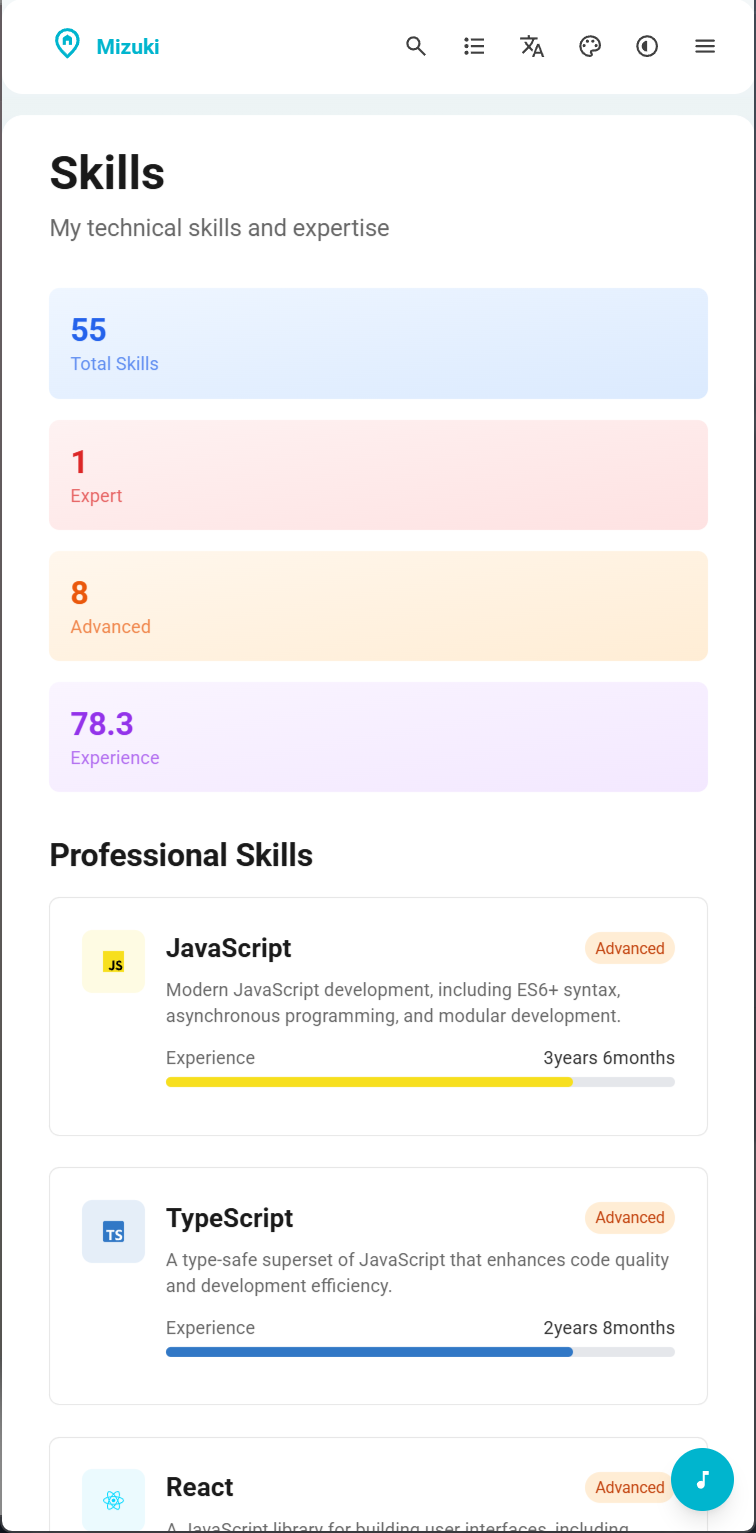 Mizuki
Skills
My technical skills and expertise
55
Total Skills
1
Expert
8
Advanced
78.3
Experience
Professional Skills
JS
JavaScript
Advanced
Modern JavaScript development, including ES6+ syntax,
asynchronous programming, and modular development.
Experience
3years 6months
TS
TypeScript
Advanced
A type-safe superset of JavaScript that enhances code quality
and development efficiency.
Experience
2years 8months
React
Advanced
A JavaScript library for building user interfaces, including